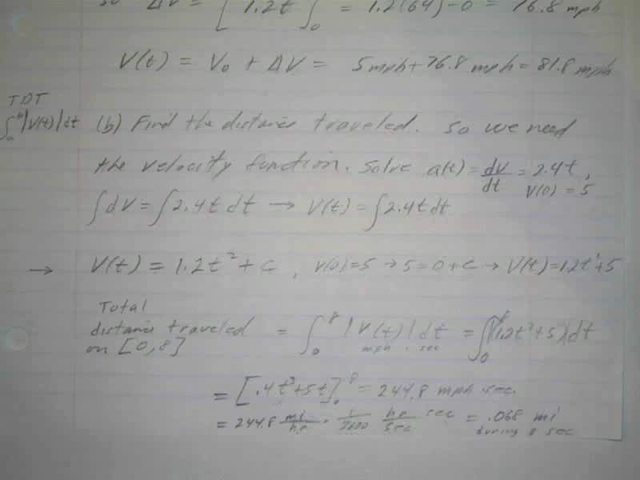 so ΔV = [1.2t² ]₀⁸ = 1.2(64)-0 = 76.8 mph
V(t) = V₀ + ΔV = 5mph+76.8 mph = 81.8 mph
TDT
∫₀⁸|V(t)|dt (b) Find the distance traveled. So we need
the velocity function. Solve a(t) = dv/dt = 2.4t, V(0) = 5
∫dV = ∫2.4t dt → V(t) = ∫2.4t dt
→ V(t) = 1.2t² + C, V(0)=5 → 5=0+C → V(t)=1.2t²+5
Total
distance traveled = ∫₀⁸ |V(t)| dt = ∫₀⁸(1.2t²+5)dt
on [0,8] mph · sec
= [.4t³+5t]₀⁸ = 244.8 mph·sec.
= 244.8 mi/hr · 1/3600 hr/sec sec = .068 mi
during 8 sec